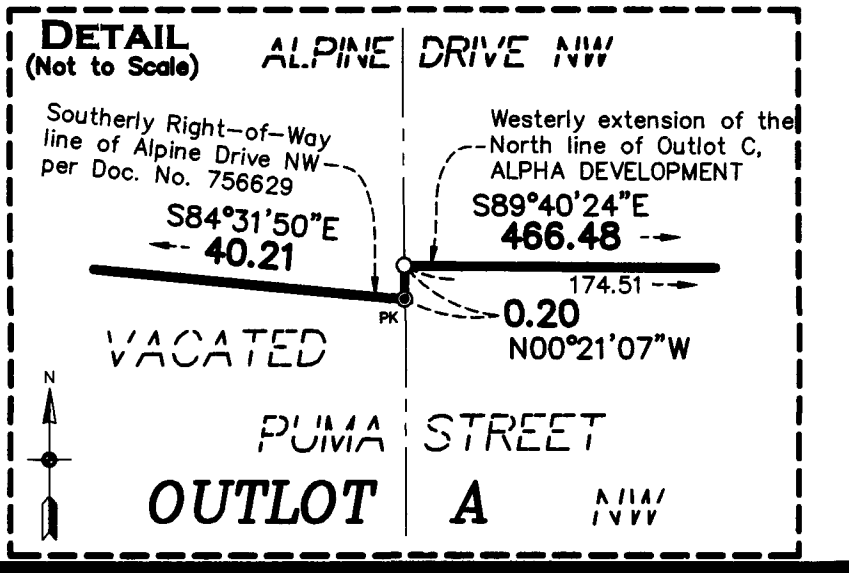 DETAIL
(Not to Scale)
ALPINE DRIVE NW
Southerly Right-of-Way
line of Alpine Drive NW
per Doc. No. 756629
Westerly extension of the
North line of Outlot C,
ALPHA DEVELOPMENT
S84°31'50"E
40.21
S89°40'24"E
466.48
174.51
PK
0.20
N00°21'07"W
VACATED
N
PUMA STREET
OUTLOT A NW